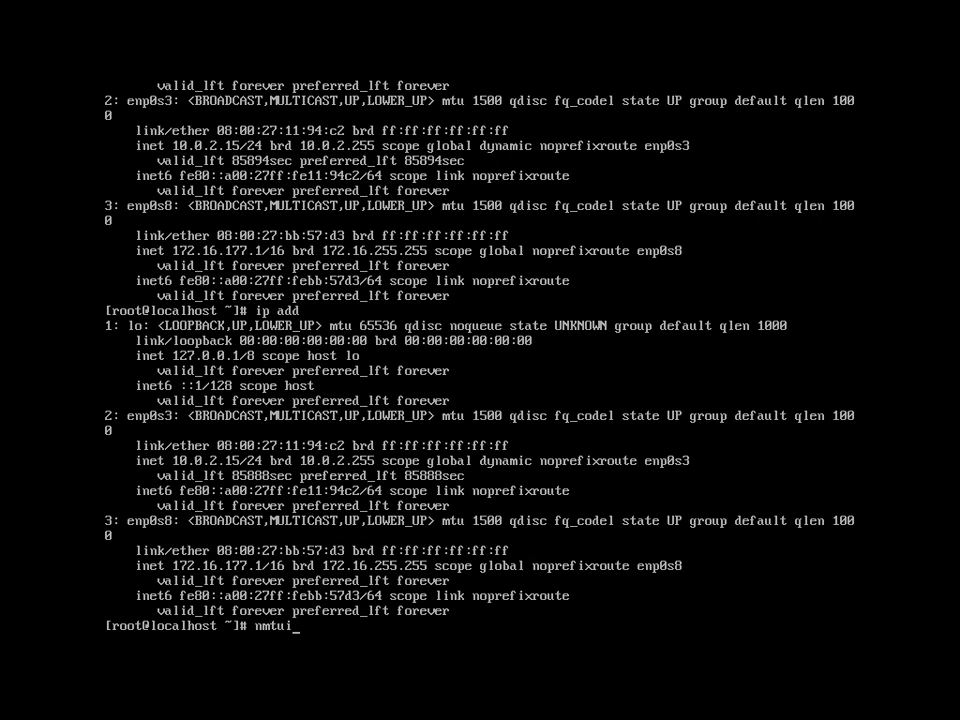 valid_lft forever preferred_lft forever
2: enp0s3: <BROADCAST,MULTICAST,UP,LOWER_UP> mtu 1500 qdisc fq_codel state UP group default qlen 100
0
link/ether 08:00:27:11:94:c2 brd ff:ff:ff:ff:ff:ff
inet 10.0.2.15/24 brd 10.0.2.255 scope global dynamic noprefixroute enp0s3
valid_lft 85894sec preferred_lft 85894sec
inet6 fe80::a00:27ff:fe11:94c2/64 scope link noprefixroute
valid_lft forever preferred_lft forever
3: enp0s8: <BROADCAST,MULTICAST,UP,LOWER_UP> mtu 1500 qdisc fq_codel state UP group default qlen 100
0
link/ether 08:00:27:bb:57:d3 brd ff:ff:ff:ff:ff:ff
inet 172.16.177.1/16 brd 172.16.255.255 scope global noprefixroute enp0s8
valid_lft forever preferred_lft forever
inet6 fe80::a00:27ff:febb:57d3/64 scope link noprefixroute
valid_lft forever preferred_lft forever
[root@localhost ~]# ip add
1: lo: <LOOPBACK,UP,LOWER_UP> mtu 65536 qdisc noqueue state UNKNOWN group default qlen 1000
link/loopback 00:00:00:00:00:00 brd 00:00:00:00:00:00
inet 127.0.0.1/8 scope host lo
valid_lft forever preferred_lft forever
inet6 ::1/128 scope host
valid_lft forever preferred_lft forever
2: enp0s3: <BROADCAST,MULTICAST,UP,LOWER_UP> mtu 1500 qdisc fq_codel state UP group default qlen 100
0
link/ether 08:00:27:11:94:c2 brd ff:ff:ff:ff:ff:ff
inet 10.0.2.15/24 brd 10.0.2.255 scope global dynamic noprefixroute enp0s3
valid_lft 85888sec preferred_lft 85888sec
inet6 fe80::a00:27ff:fe11:94c2/64 scope link noprefixroute
valid_lft forever preferred_lft forever
3: enp0s8: <BROADCAST,MULTICAST,UP,LOWER_UP> mtu 1500 qdisc fq_codel state UP group default qlen 100
0
link/ether 08:00:27:bb:57:d3 brd ff:ff:ff:ff:ff:ff
inet 172.16.177.1/16 brd 172.16.255.255 scope global noprefixroute enp0s8
valid_lft forever preferred_lft forever
inet6 fe80::a00:27ff:febb:57d3/64 scope link noprefixroute
valid_lft forever preferred_lft forever
[root@localhost ~]# nmtui_